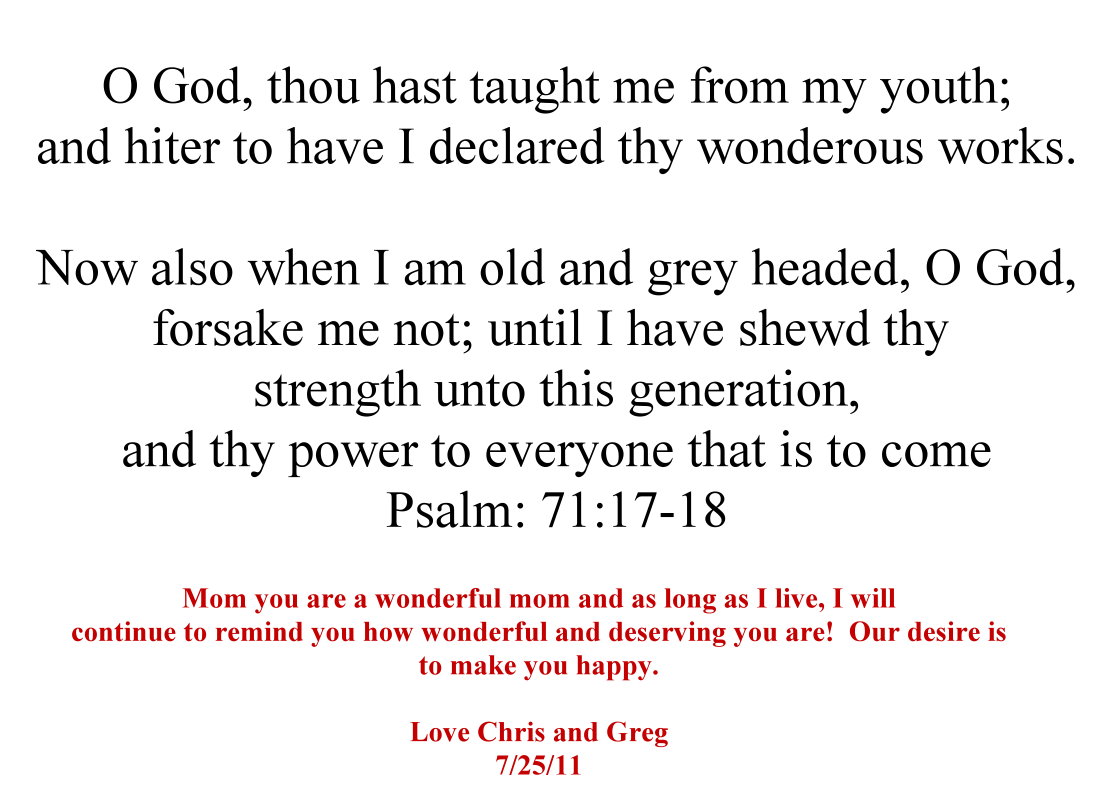 O God, thou hast taught me from my youth;
and hiter to have I declared thy wonderous works.
Now also when I am old and grey headed, O God,
forsake me not; until I have shewd thy
strength unto this generation,
and thy power to everyone that is to come
Psalm: 71:17-18
Mom you are a wonderful mom and as long as I live, I will
continue to remind you how wonderful and deserving you are!  Our desire is
to make you happy.
Love Chris and Greg
7/25/11